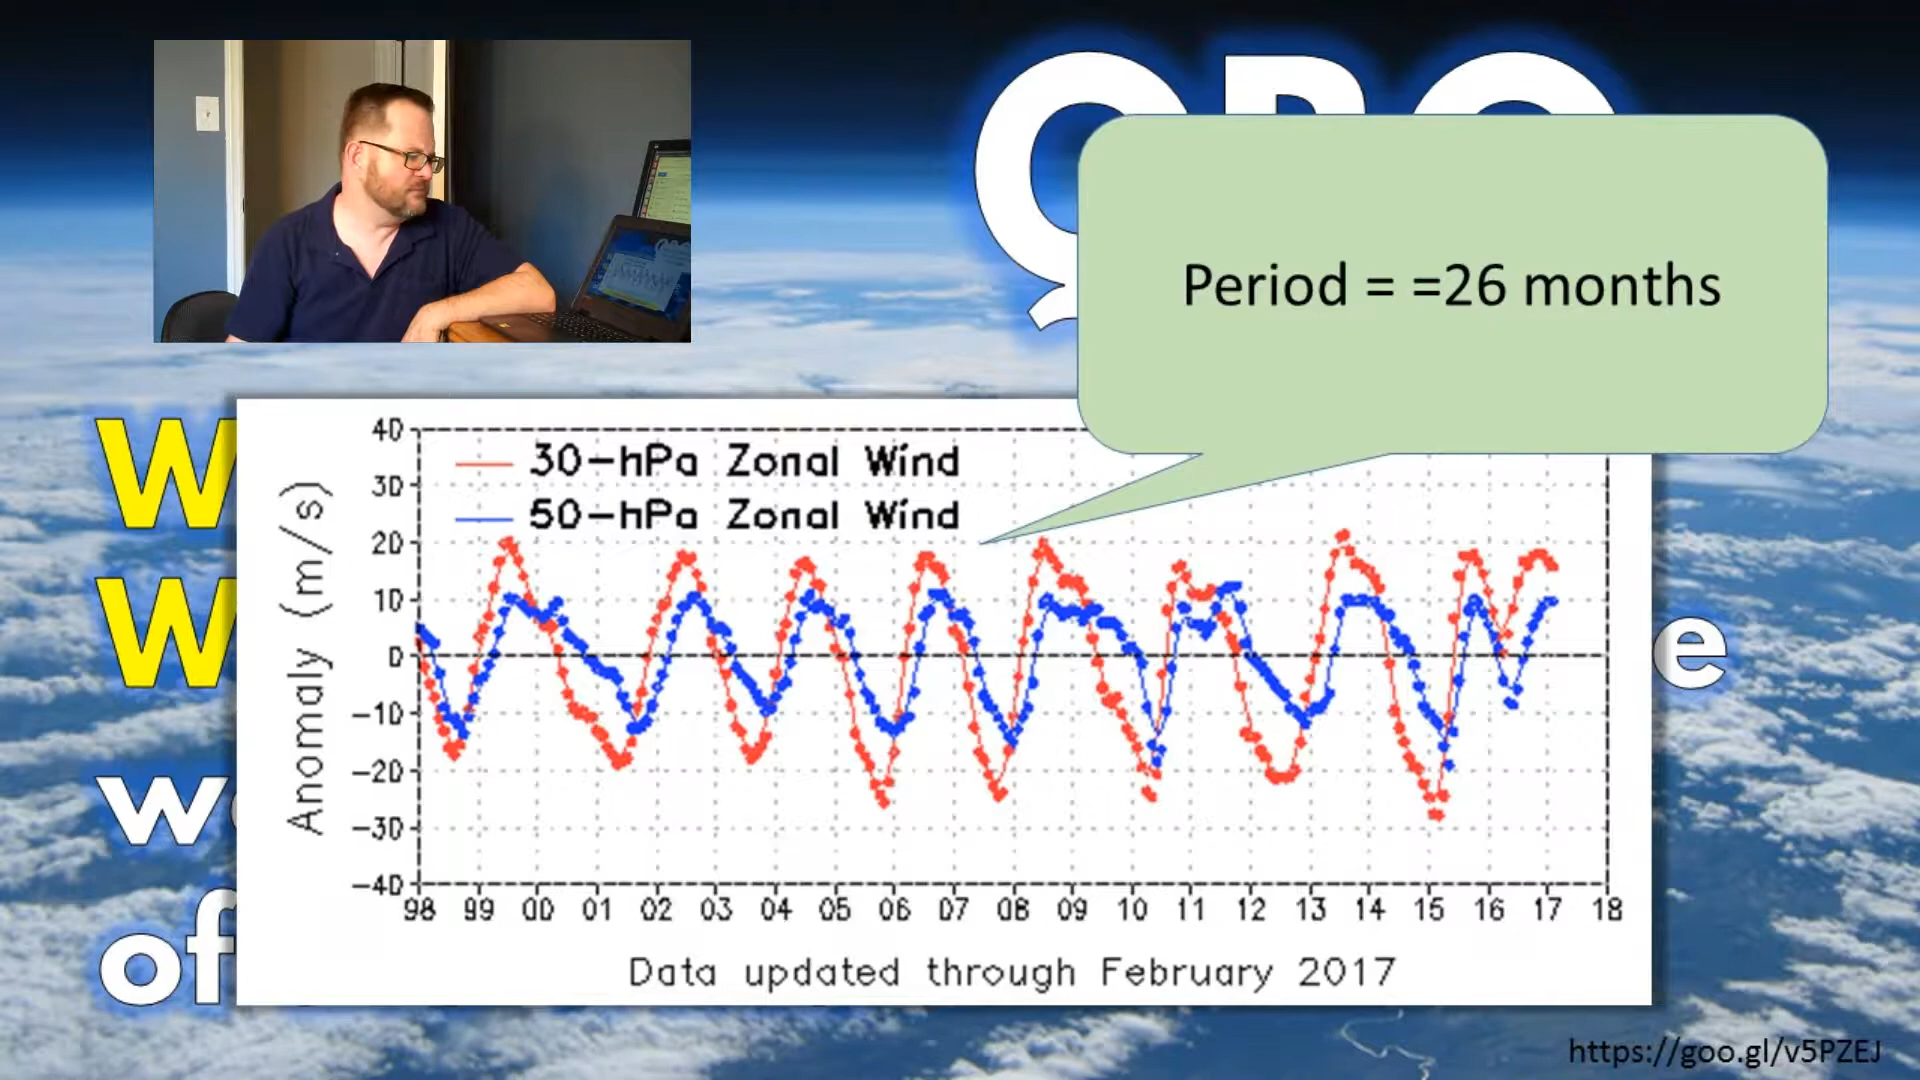 QBO
Period = =26 months
W
W
e
w
of
40
30
20
10
0
-10
-20
-30
-40
Anomaly (m/s)
30-hPa Zonal Wind
50-hPa Zonal Wind
98 99 00 01 02 03 04 05 06 07 08 09 10 11 12 13 14 15 16 17 18
Data updated through February 2017
https://goo.gl/v5PZEJ